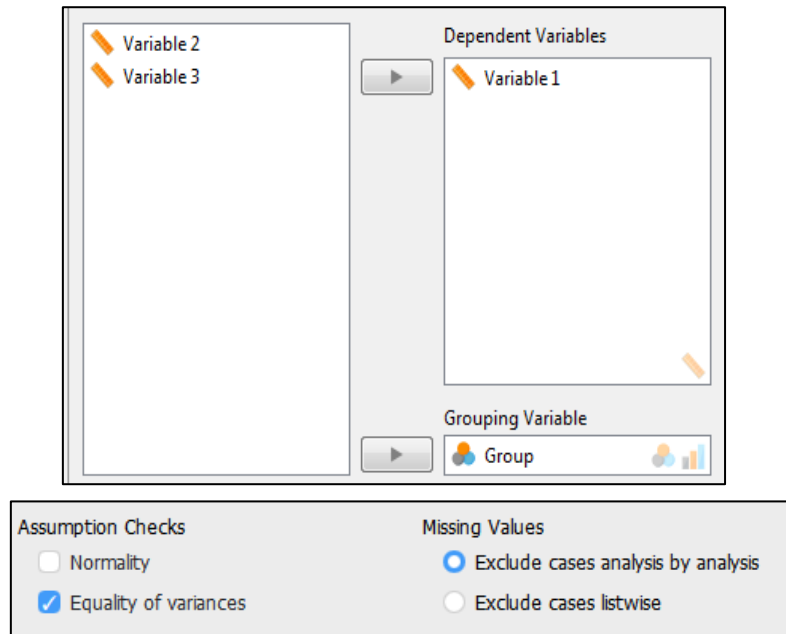 Variable 2
Variable 3
Dependent Variables
Variable 1
Grouping Variable
Group
Assumption Checks
Normality
Equality of variances
Missing Values
Exclude cases analysis by analysis
Exclude cases listwise